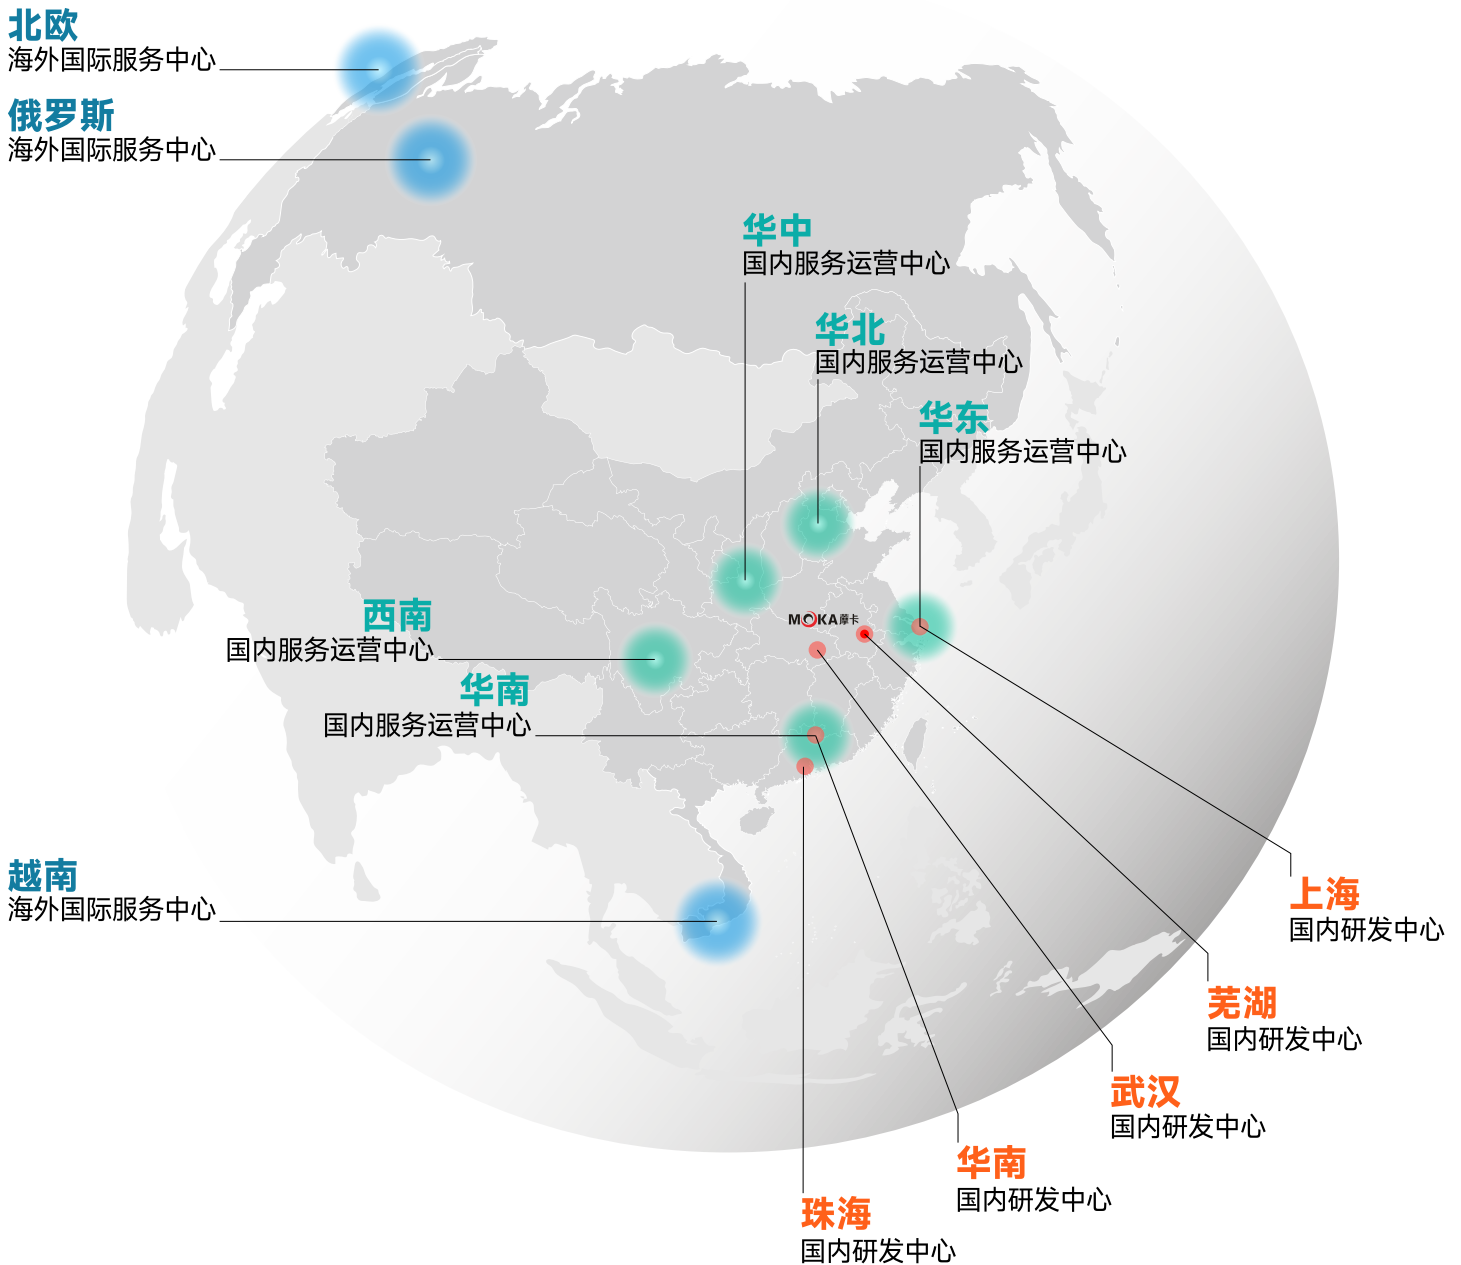 北欧
海外国际服务中心
俄罗斯
海外国际服务中心
华中
国内服务运营中心
华北
国内服务运营中心
华东
国内服务运营中心
西南
国内服务运营中心
MOKA摩卡
华南
国内服务运营中心
越南
海外国际服务中心
上海
国内研发中心
芜湖
国内研发中心
武汉
国内研发中心
华南
国内研发中心
珠海
国内研发中心